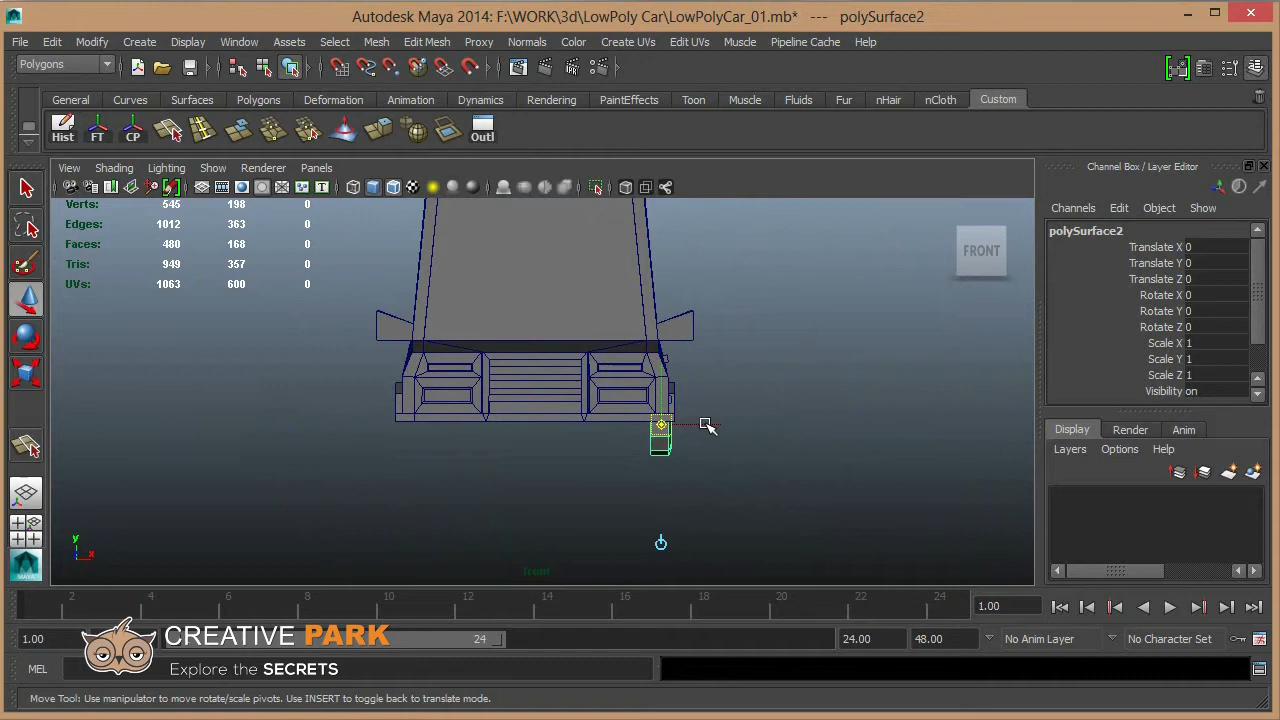 Autodesk Maya 2014: F:\WORK\3d\LowPoly Car\LowPolyCar_01.mb* --- polySurface2
File Edit Modify Create Display Window Assets Select Mesh Edit Mesh Proxy Normals Color Create UVs Edit UVs Muscle Pipeline Cache Help
Polygons
General Curves Surfaces Polygons Deformation Animation Dynamics Rendering PaintEffects Toon Muscle Fluids Fur nHair nCloth Custom
Hist FT CP Outl
View Shading Lighting Show Renderer Panels
Channel Box / Layer Editor
Channels Edit Object Show
Verts: 545 198 0
Edges: 1012 363 0
Faces: 480 168 0
Tris: 949 357 0
UVs: 1063 600 0
FRONT
polySurface2
Translate X 0
Translate Y 0
Translate Z 0
Rotate X 0
Rotate Y 0
Rotate Z 0
Scale X 1
Scale Y 1
Scale Z 1
Visibility on
Display Render Anim
Layers Options Help
y
x
front
2 4 6 8 10 12 14 16 18 20 22 24 1.00
1.00 24 24.00 48.00 No Anim Layer No Character Set
CREATIVE PARK
Explore the SECRETS
MEL
Move Tool: Use manipulator to move rotate/scale pivots. Use INSERT to toggle back to translate mode.